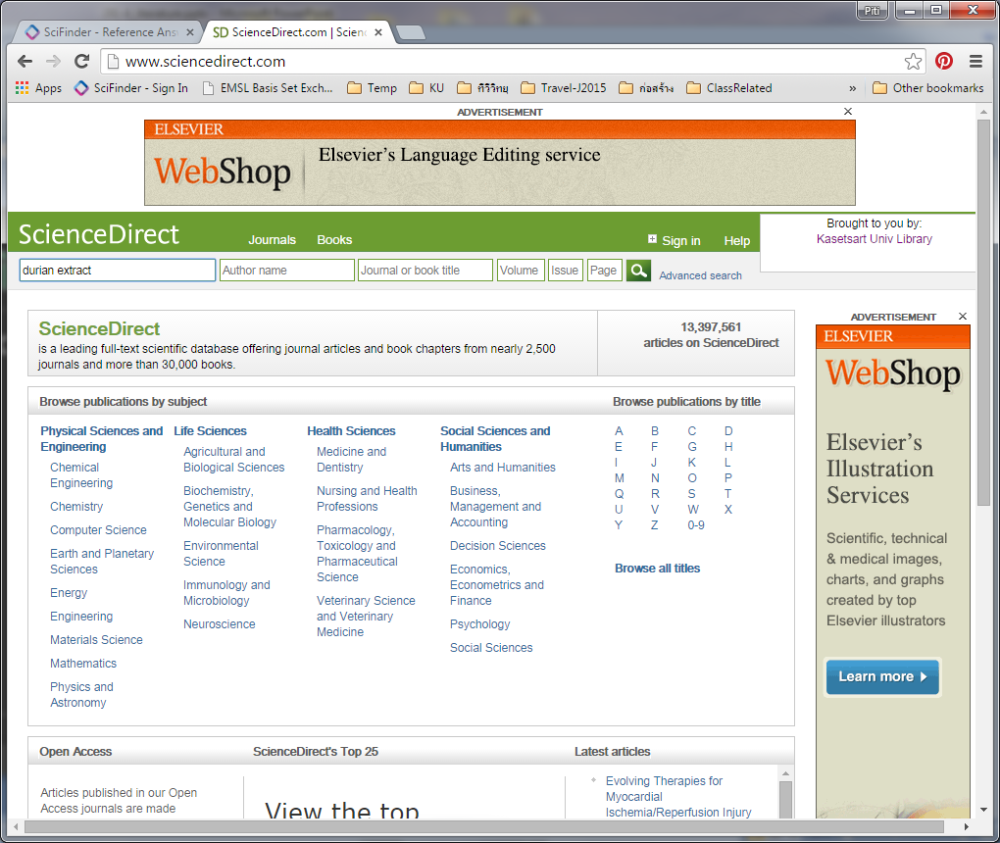 Piti
SciFinder - Reference Ans
SD ScienceDirect.com | Scienc
www.sciencedirect.com
Apps SciFinder - Sign In EMSL Basis Set Exch... Temp KU ทีวีวิทยุ Travel-J2015 ก่อสร้าง ClassRelated » Other bookmarks
ADVERTISEMENT
ELSEVIER
WebShop
Elsevier's Language Editing service
ScienceDirect
Journals Books
Sign in Help
Brought to you by:
Kasetsart Univ Library
durian extract Author name Journal or book title Volume Issue Page Advanced search
ScienceDirect
is a leading full-text scientific database offering journal articles and book chapters from nearly 2,500
journals and more than 30,000 books.
13,397,561
articles on ScienceDirect
Browse publications by subject
Physical Sciences and
Engineering
Chemical
Engineering
Chemistry
Computer Science
Earth and Planetary
Sciences
Energy
Engineering
Materials Science
Mathematics
Physics and
Astronomy
Life Sciences
Agricultural and
Biological Sciences
Biochemistry,
Genetics and
Molecular Biology
Environmental
Science
Immunology and
Microbiology
Neuroscience
Health Sciences
Medicine and
Dentistry
Nursing and Health
Professions
Pharmacology,
Toxicology and
Pharmaceutical
Science
Veterinary Science
and Veterinary
Medicine
Social Sciences and
Humanities
Arts and Humanities
Business,
Management and
Accounting
Decision Sciences
Economics,
Econometrics and
Finance
Psychology
Social Sciences
Browse publications by title
A B C D
E F G H
I J K L
M N O P
Q R S T
U V W X
Y Z 0-9
Browse all titles
ADVERTISEMENT
ELSEVIER
WebShop
Elsevier's
Illustration
Services
Scientific, technical
& medical images,
charts, and graphs
created by top
Elsevier illustrators
Learn more
Open Access
Articles published in our Open
Access journals are made
ScienceDirect's Top 25
View the top
Latest articles
Evolving Therapies for
Myocardial
Ischemia/Reperfusion Injury